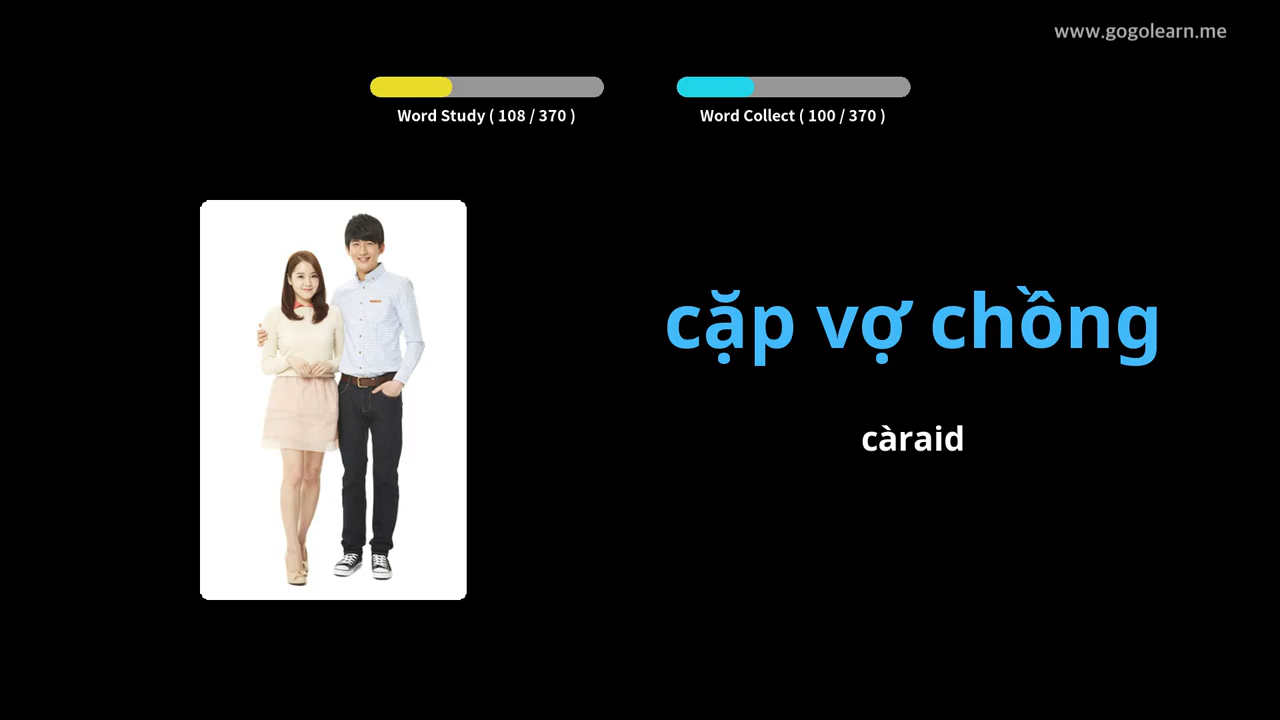 www.gogolearn.me
Word Study ( 108 / 370 )
Word Collect ( 100 / 370 )
cặp vợ chồng
càraid